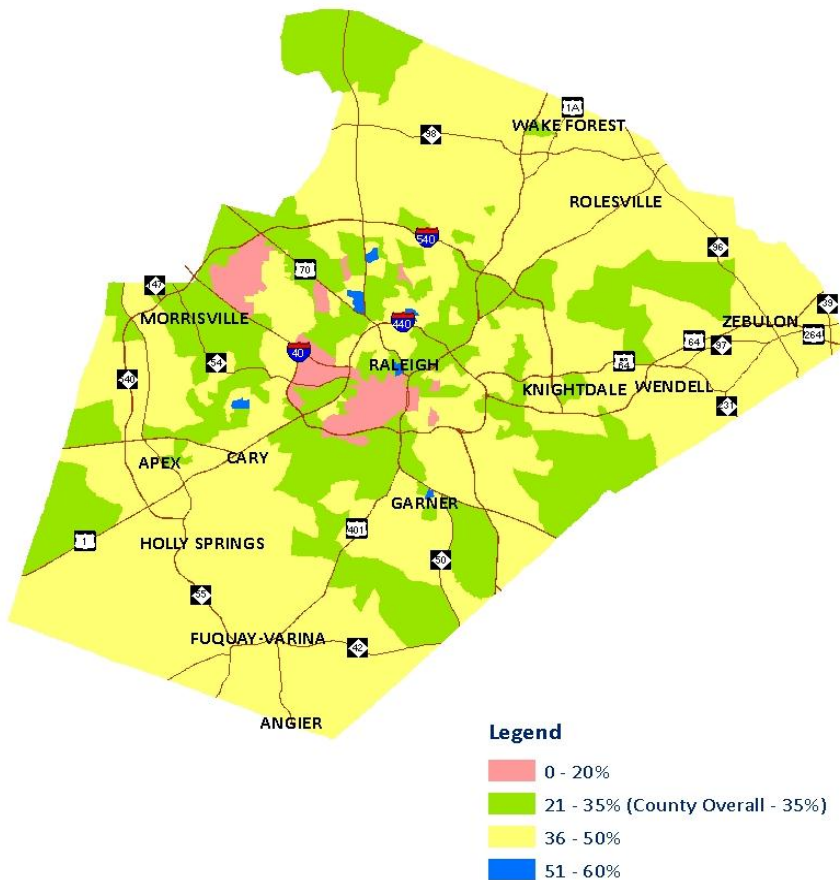 1A
WAKE FOREST
98
ROLESVILLE
540
96
70
147
39
MORRISVILLE
ZEBULON
440
264
40
64
97
54
RALEIGH
BUS
64
540
KNIGHTDALE
WENDELL
231
CARY
APEX
GARNER
401
1
HOLLY SPRINGS
50
55
FUQUAY-VARINA
42
ANGIER
Legend
0 - 20%
21 - 35% (County Overall - 35%)
36 - 50%
51 - 60%